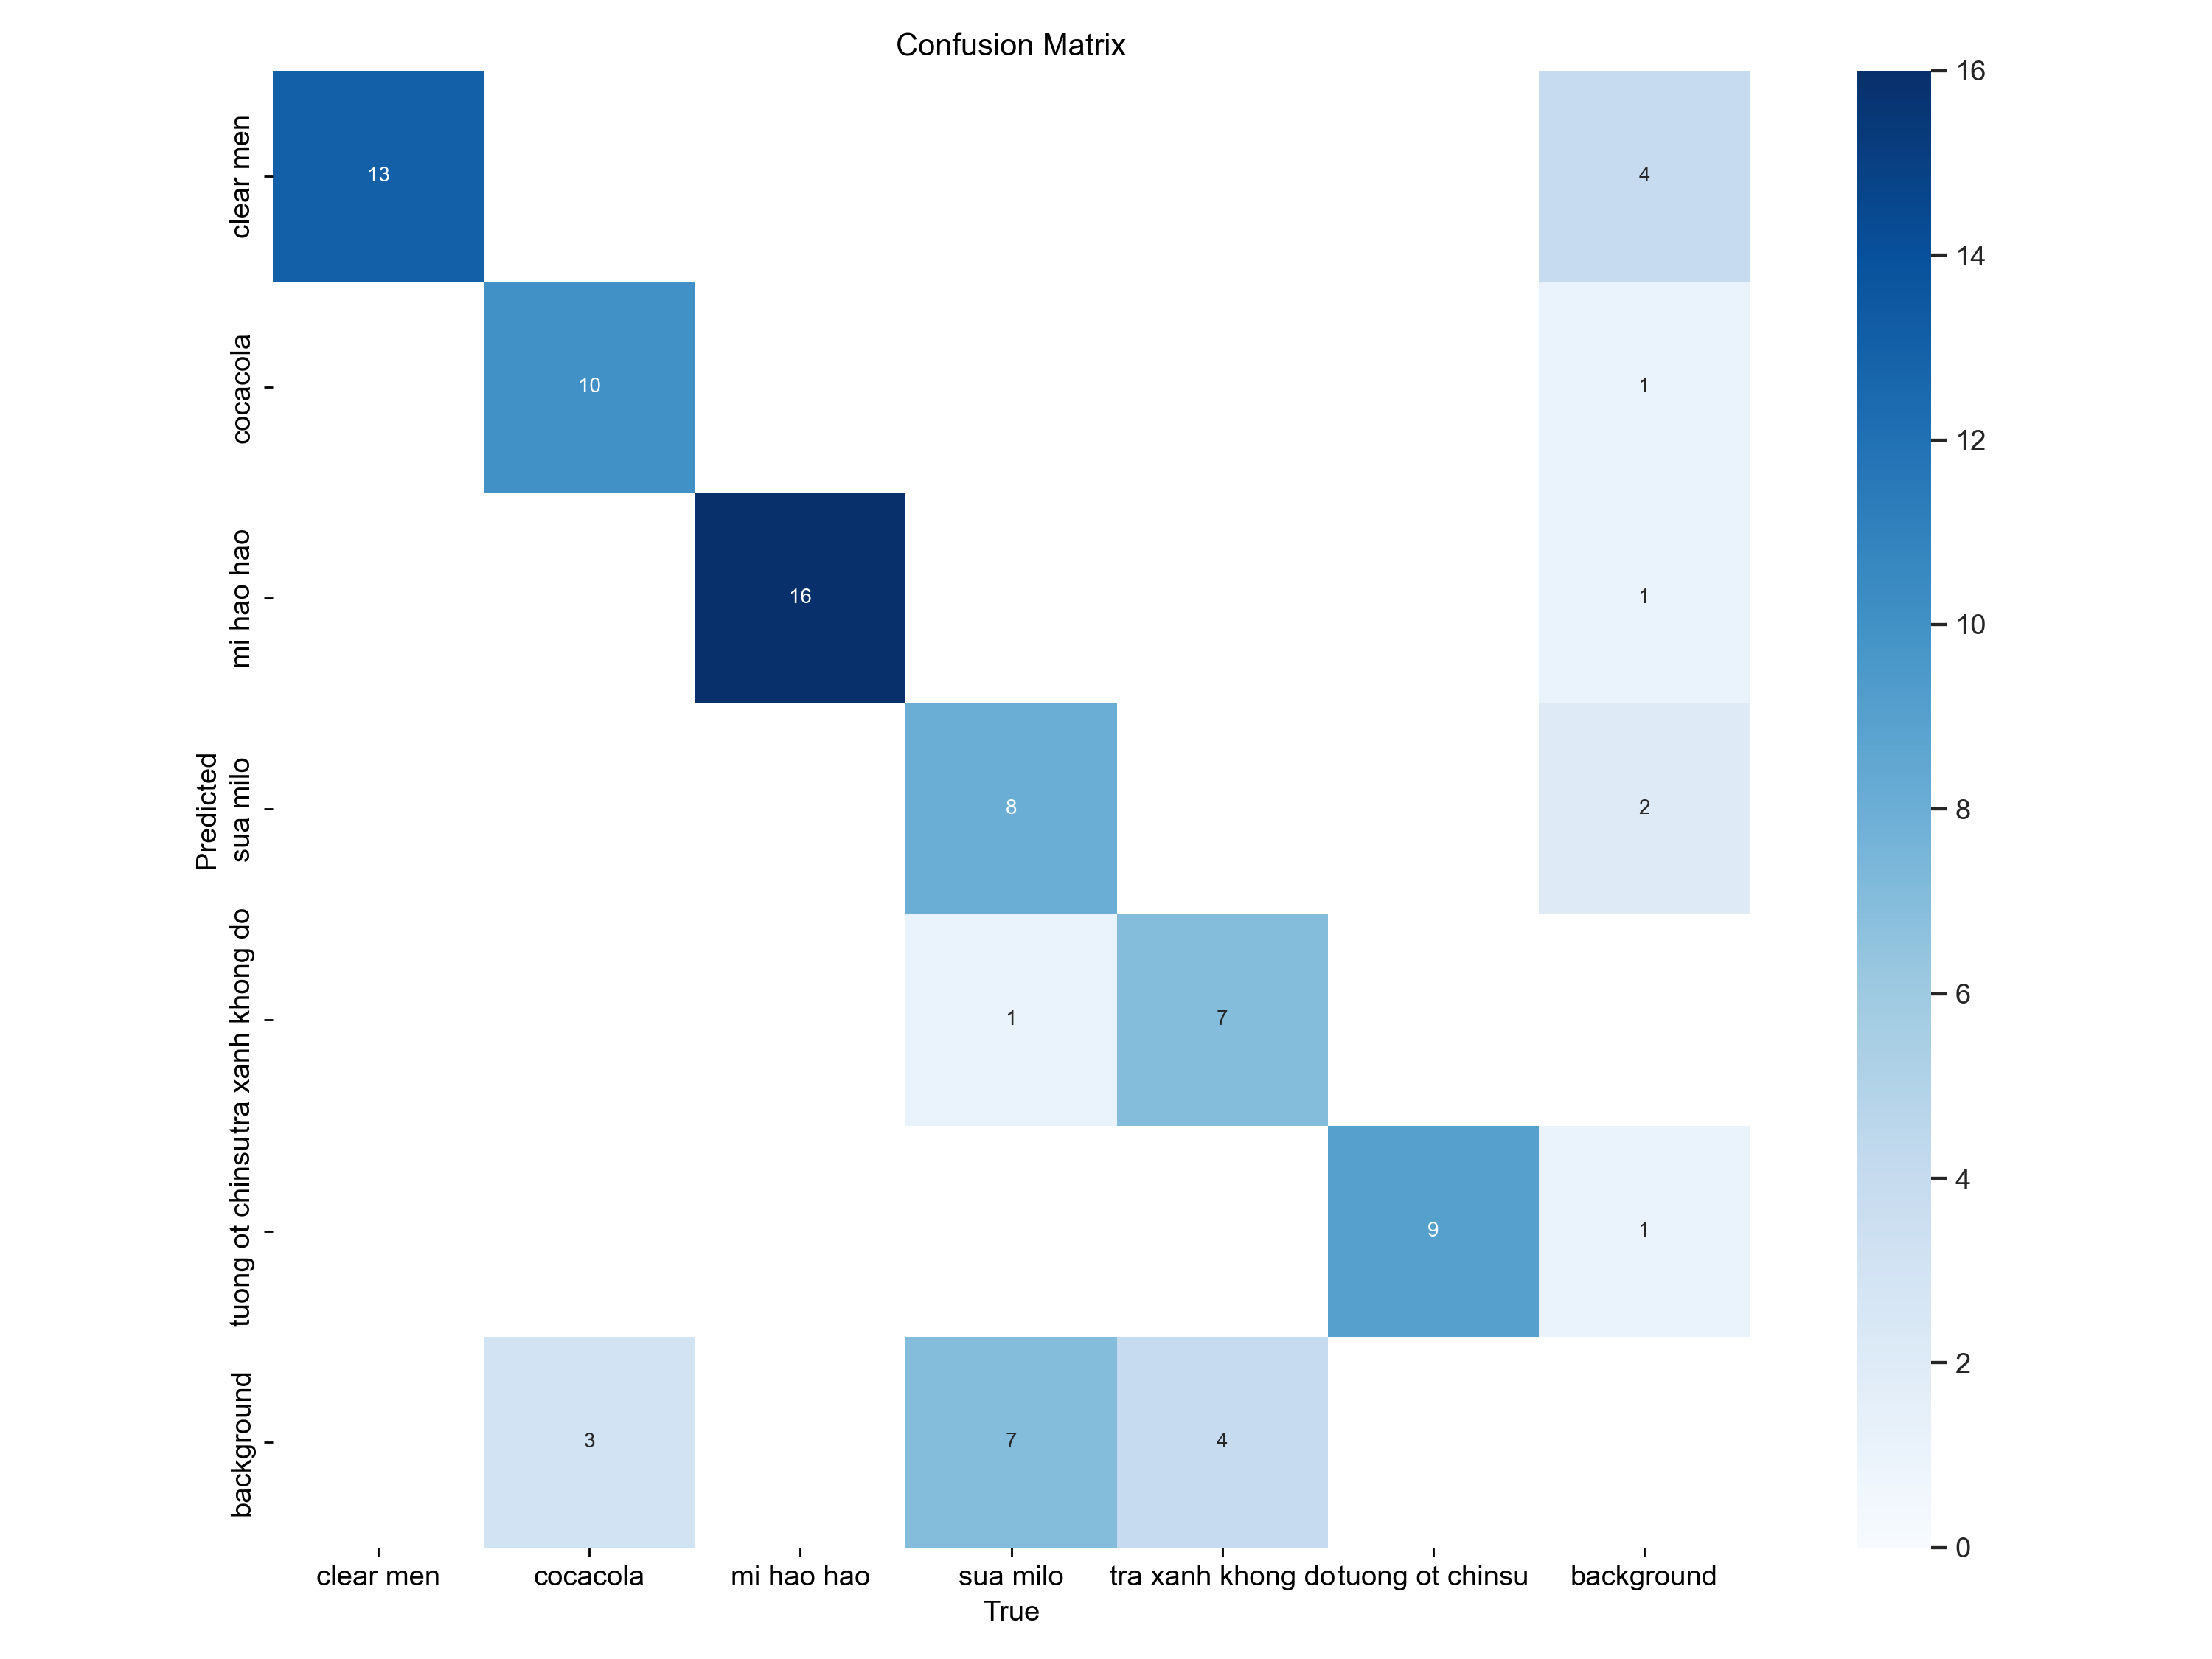 Confusion Matrix
clear men
13
4
16
14
cocacola
10
1
12
mi hao hao
16
1
10
Predicted
sua milo
8
2
8
tra xanh khong do
1
7
6
tuong ot chinsu
9
1
4
background
3
7
4
2
0
clear men
cocacola
mi hao hao
sua milo
tra xanh khong do
tuong ot chinsu
background
True